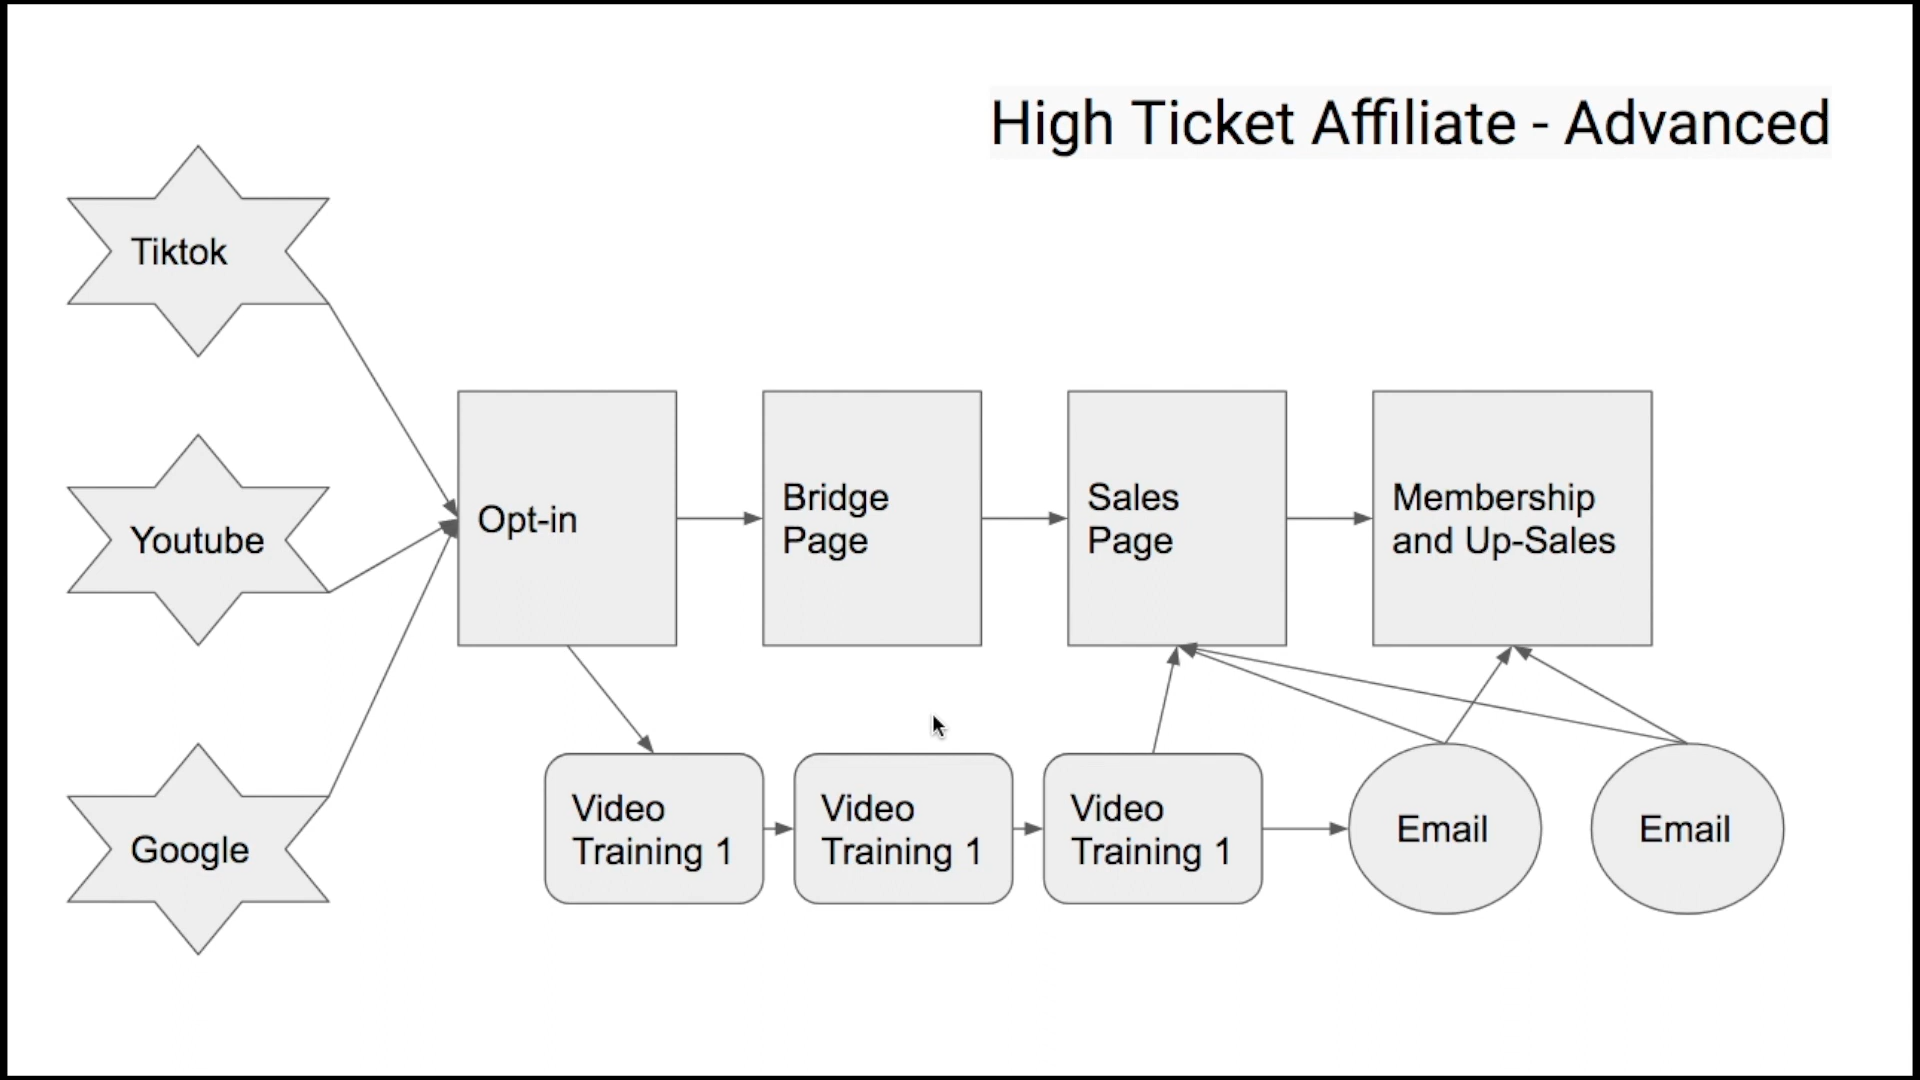 High Ticket Affiliate - Advanced
Tiktok
Youtube
Google
Opt-in
Bridge
Page
Sales
Page
Membership
and Up-Sales
Video
Training 1
Video
Training 1
Video
Training 1
Email
Email